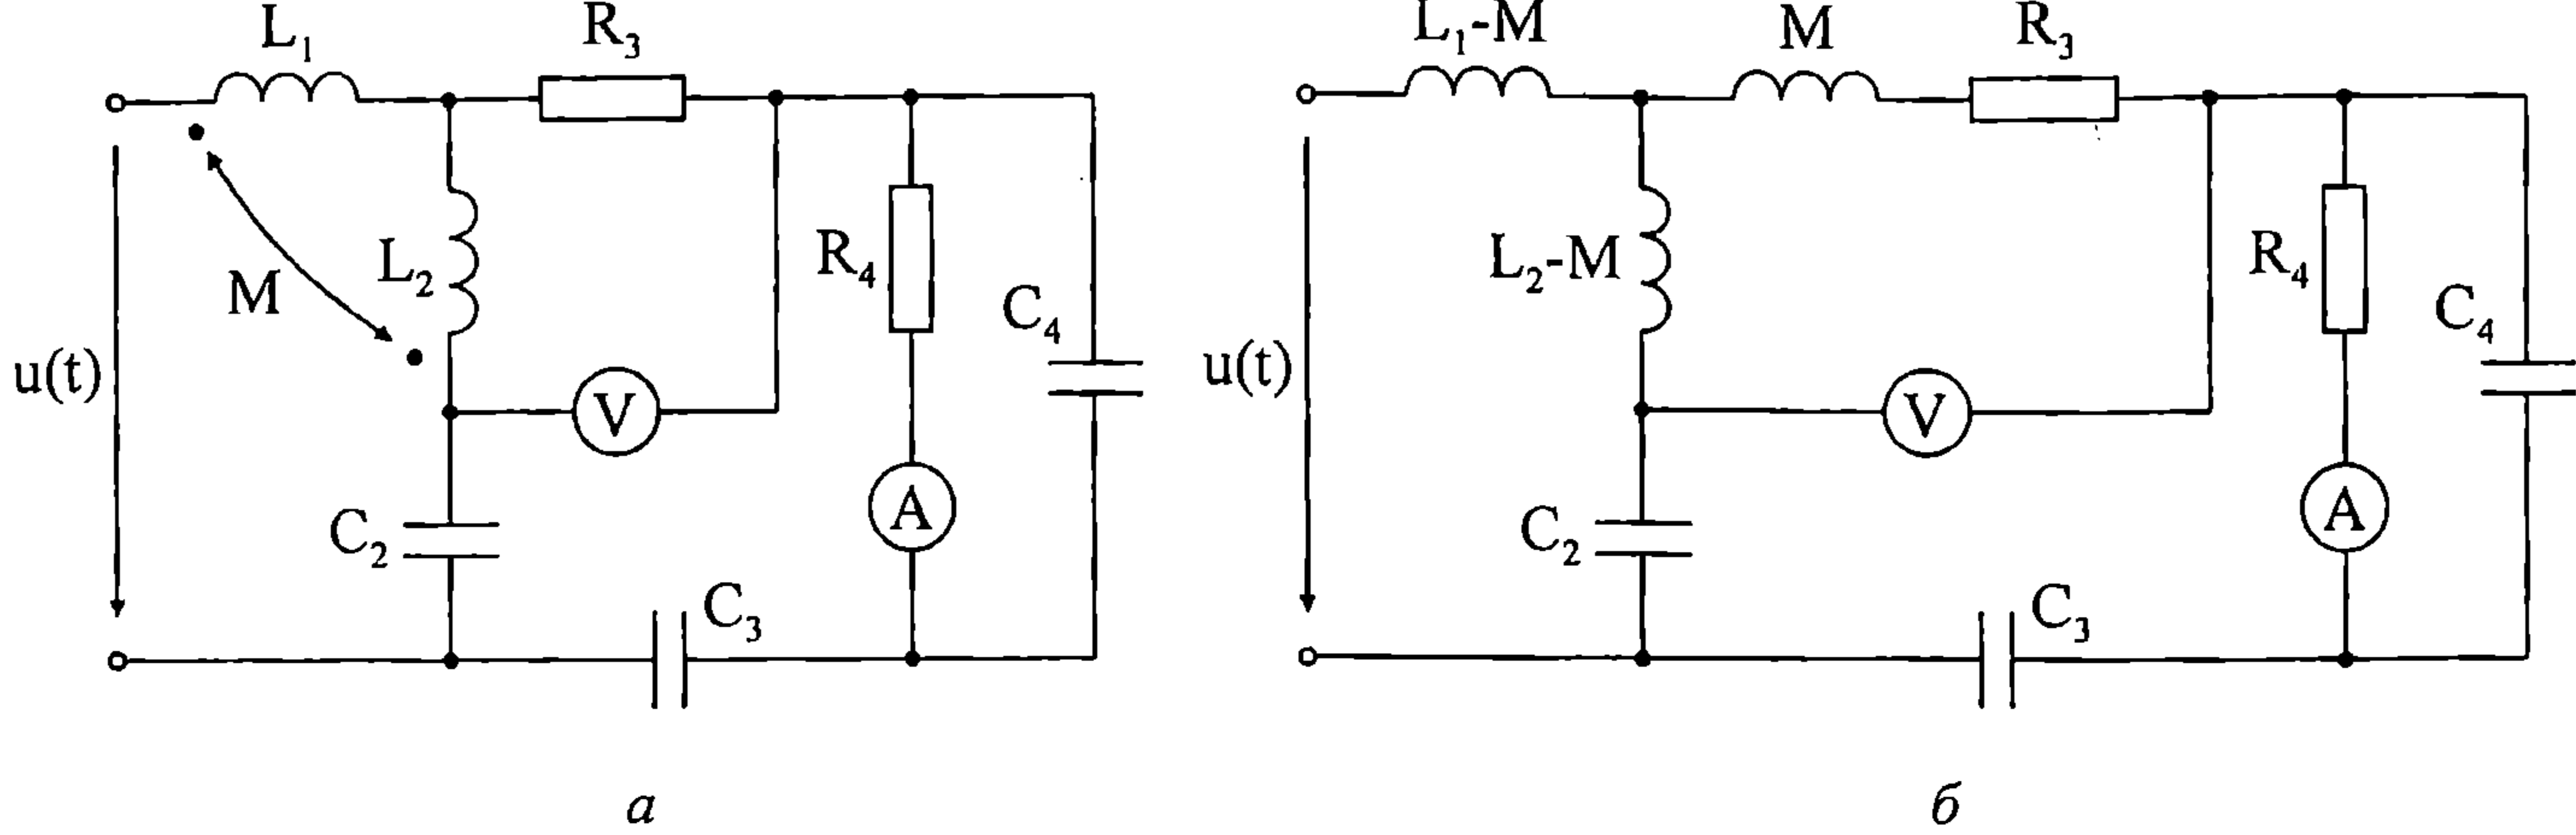 L₁
R₃
L₁-M
M
R₃
M
L₂
R₄
C₄
u(t)
V
C₂
A
C₃
L₂-M
R₄
C₄
u(t)
V
C₂
A
C₃
а
б